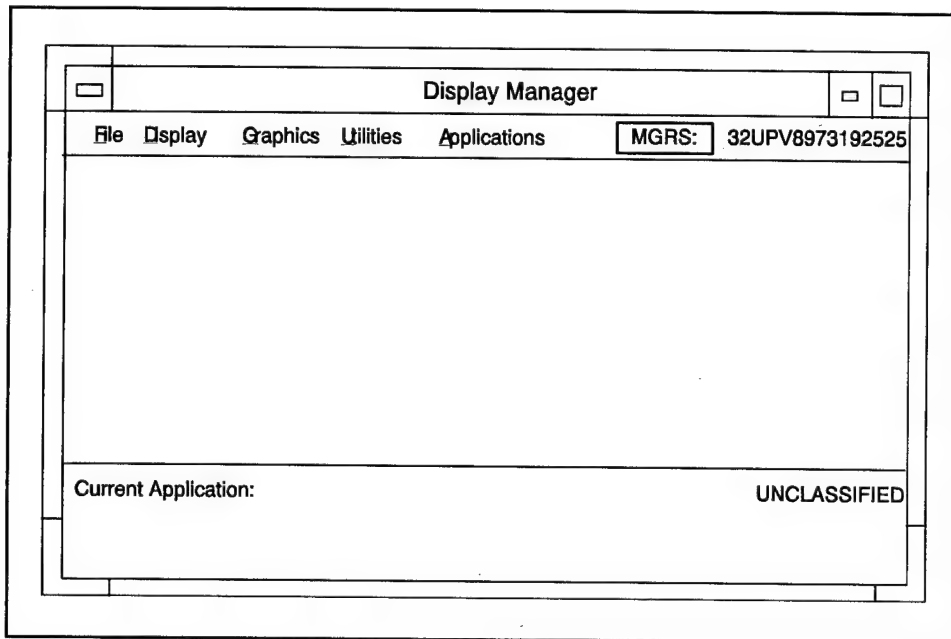 Display Manager
File Display Graphics Utilities Applications MGRS: 32UPV8973192525
Current Application:
UNCLASSIFIED